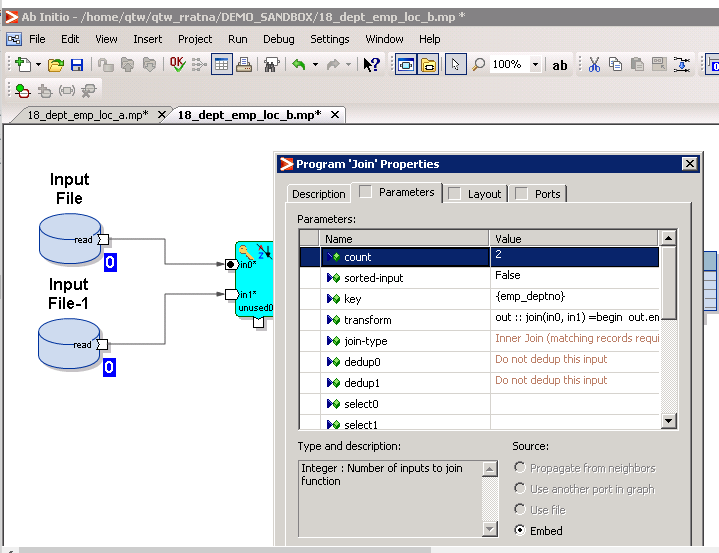 Ab Initio - /home/qtw/qtw_rratna/DEMO_SANDBOX/18_dept_emp_loc_b.mp *
File Edit View Insert Project Run Debug Settings Window Help
OK 100% ab
18_dept_emp_loc_a.mp* 18_dept_emp_loc_b.mp*
Input
File
read
0
in0*
Input
File-1
in1*
unused0
read
0
Program 'Join' Properties
Description Parameters Layout Ports
Parameters:
Name Value
count 2
sorted-input False
key {emp_deptno}
transform out :: join(in0, in1) =begin out.em
join-type Inner Join (matching records requi
dedup0 Do not dedup this input
dedup1 Do not dedup this input
select0
select1
Type and description:
Integer : Number of inputs to join
function
Source:
Propagate from neighbors
Use another port in graph
Use file
Embed